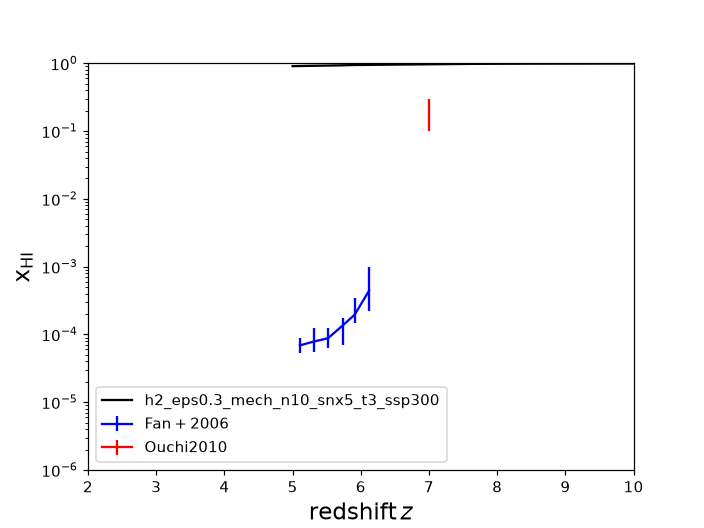 10⁰
10⁻¹
10⁻²
10⁻³
10⁻⁴
10⁻⁵
10⁻⁶
xHI
h2_eps0.3_mech_n10_snx5_t3_ssp300
Fan + 2006
Ouchi2010
2 3 4 5 6 7 8 9 10
redshift z